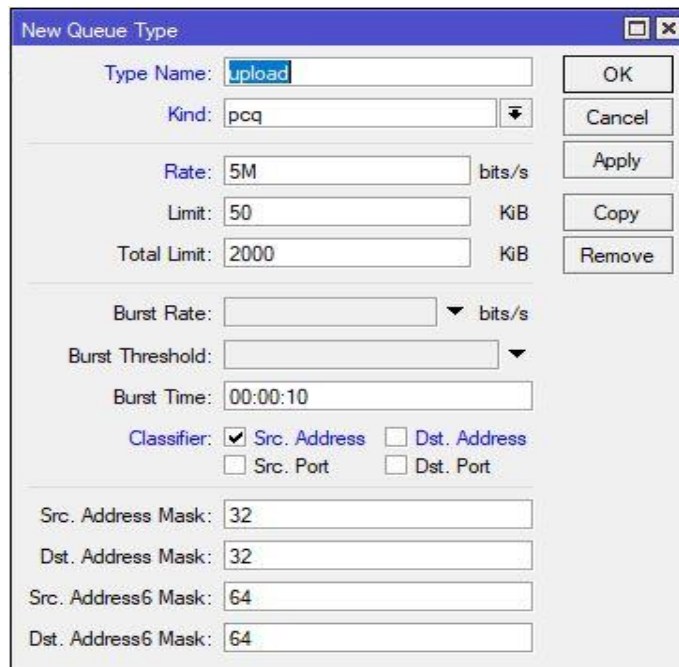 New Queue Type
Type Name: upload
OK
Kind: pcq
Cancel
Rate: 5M bits/s
Apply
Limit: 50 KiB
Copy
Total Limit: 2000 KiB
Remove
Burst Rate: bits/s
Burst Threshold:
Burst Time: 00:00:10
Classifier: Src. Address Dst. Address
Src. Port Dst. Port
Src. Address Mask: 32
Dst. Address Mask: 32
Src. Address6 Mask: 64
Dst. Address6 Mask: 64